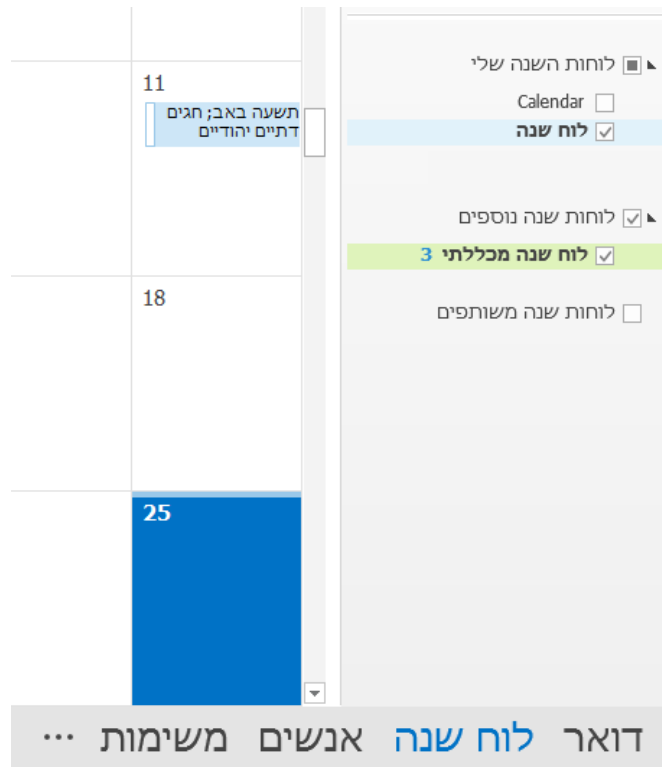 לוחות השנה שלי
Calendar
לוח שנה
לוחות שנה נוספים
לוח שנה מכללתי 3
לוחות שנה משותפים
11
תשעה באב; חגים
דתיים יהודיים
18
25
דואר לוח שנה אנשים משימות ...